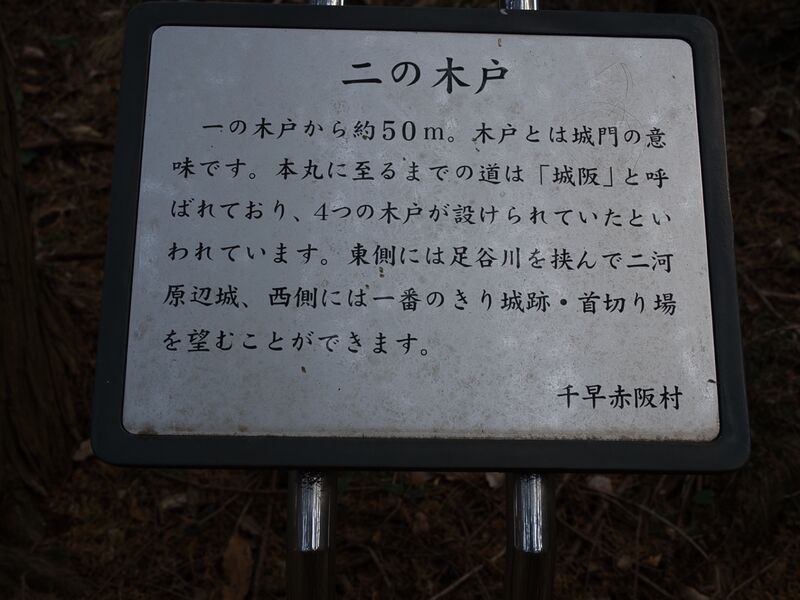 二の木戸
一の木戸から約50m。木戸とは城門の意
味です。本丸に至るまでの道は「城阪」と呼
ばれており、4つの木戸が設けられていたとい
われています。東側には足谷川を挟んで二河
原辺城、西側には一番のきり城跡・首切り場
を望むことができます。
千早赤阪村